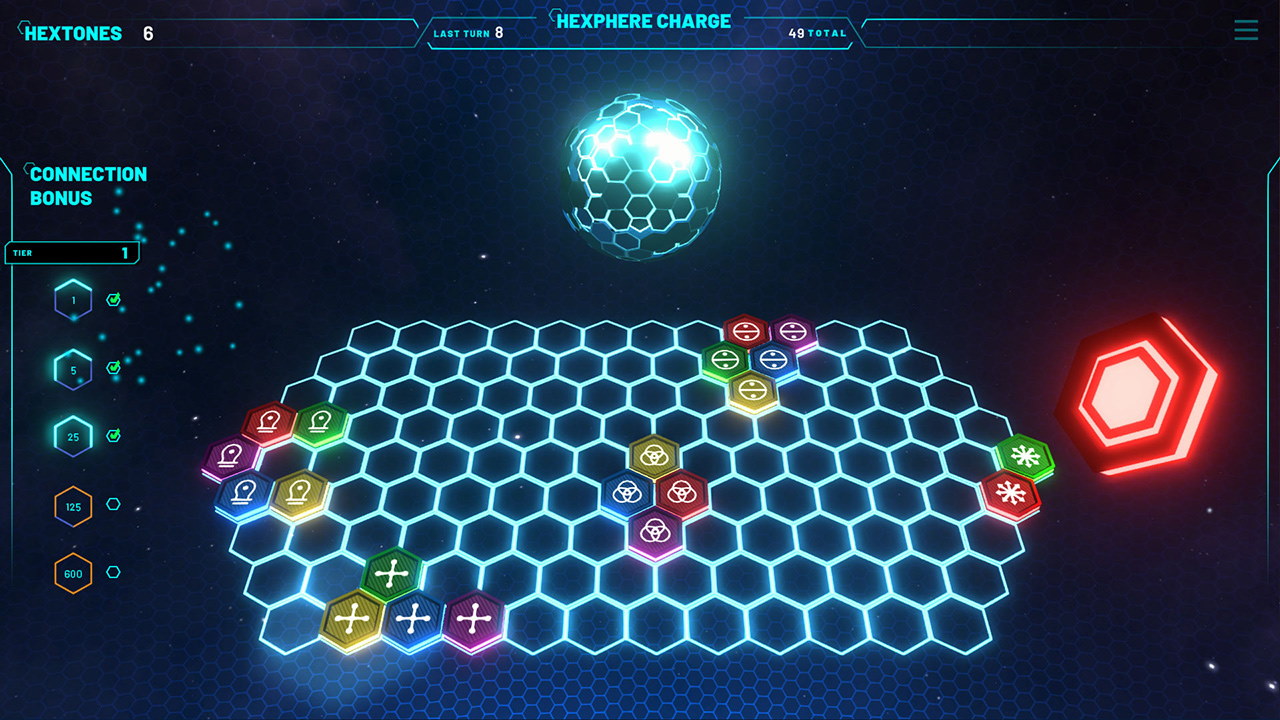 HEXTONES 6
LAST TURN 8
HEXPHERE CHARGE
49 TOTAL
CONNECTION
BONUS
TIER 1
1
5
25
125
600